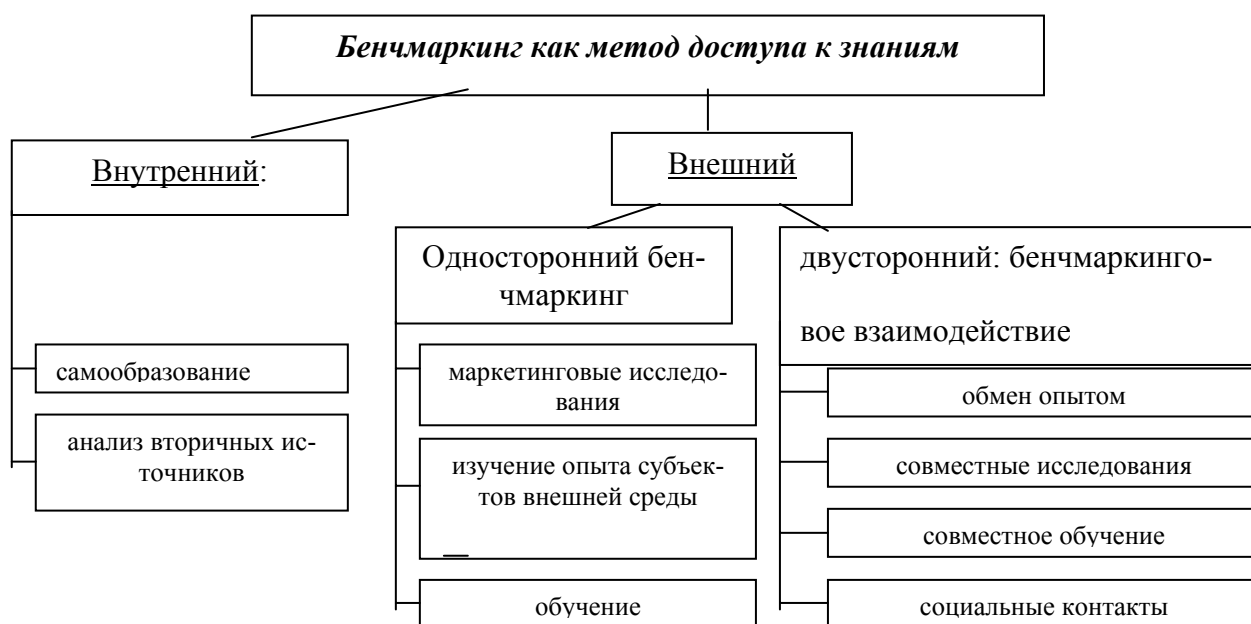 Бенчмаркинг как метод доступа к знаниям
Внутренний:
самообразование
анализ вторичных ис-
точников
Внешний
Односторонний бен-
чмаркинг
маркетинговые исследо-
вания
изучение опыта субъек-
тов внешней среды
обучение
двусторонний: бенчмаркинго-
вое взаимодействие
обмен опытом
совместные исследования
совместное обучение
социальные контакты